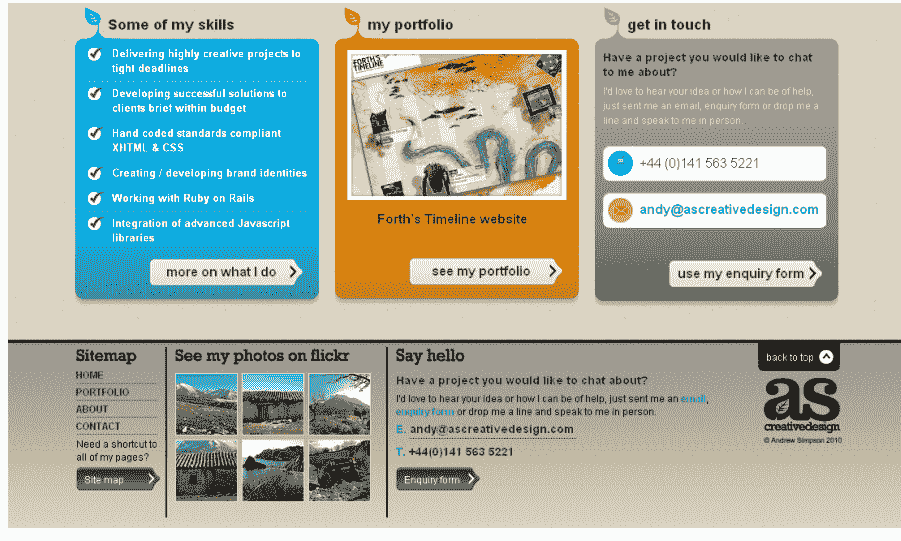 Some of my skills
Delivering highly creative projects to
tight deadlines
Developing successful solutions to
clients brief within budget
Hand coded standards compliant
XHTML & CSS
Creating / developing brand identities
Working with Ruby on Rails
Integration of advanced Javascript
libraries
more on what I do
my portfolio
FORTH'S
TIMELINE
Forth's Timeline website
see my portfolio
get in touch
Have a project you would like to chat
to me about?
I'd love to hear your idea or how I can be of help,
just sent me an email, enquiry form or drop me a
line and speak to me in person
+44 (0)141 563 5221
andy@ascreativedesign.com
use my enquiry form
Sitemap
HOME
PORTFOLIO
ABOUT
CONTACT
Need a shortcut to
all of my pages?
Site map
See my photos on flickr
Say hello
Have a project you would like to chat about?
I'd love to hear your idea or how I can be of help, just sent me an email,
enquiry form or drop me a line and speak to me in person.
E. andy@ascreativedesign.com
T. +44(0)141 563 5221
Enquiry form
back to top
as
creativedesign
© Andrew Simpson 2010